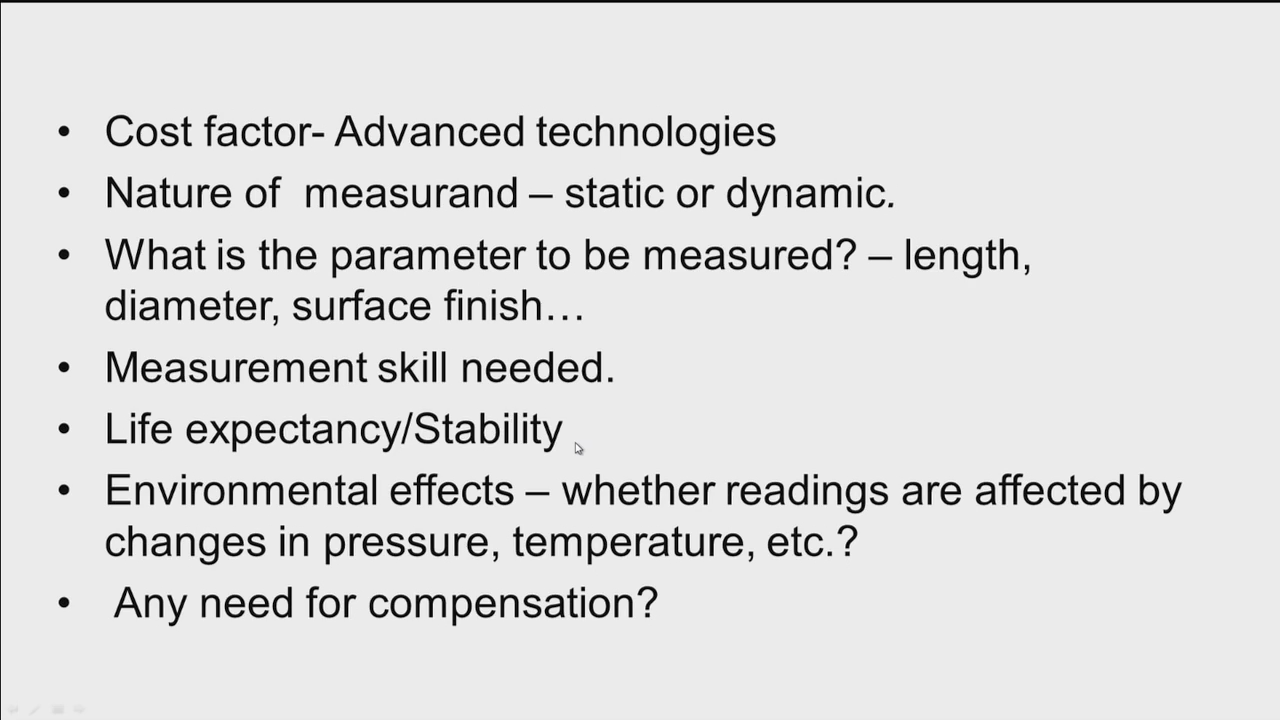 • Cost factor- Advanced technologies
• Nature of  measurand – static or dynamic.
• What is the parameter to be measured? – length,
diameter, surface finish…
• Measurement skill needed.
• Life expectancy/Stability
• Environmental effects – whether readings are affected by
changes in pressure, temperature, etc.?
• Any need for compensation?